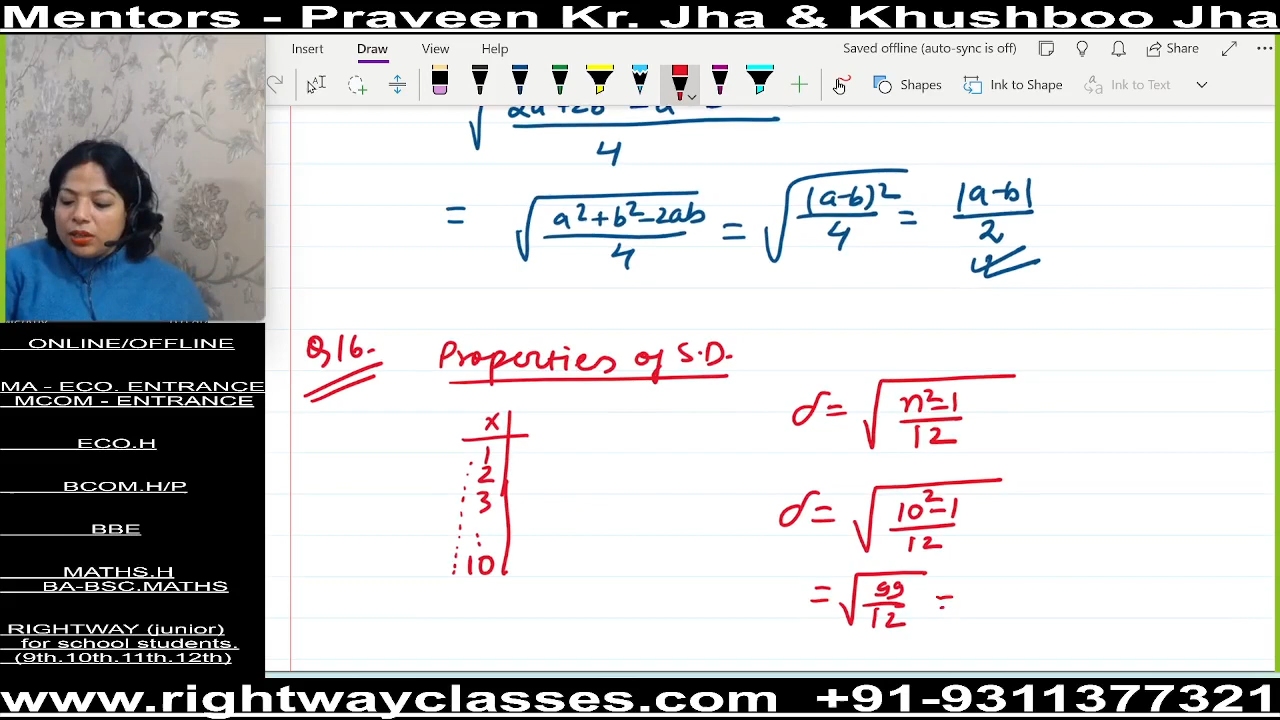 Mentors - Praveen Kr. Jha & Khushboo Jha
Insert Draw View Help Saved offline (auto-sync is off) Share
Shapes Ink to Shape Ink to Text
4
= √(a²+b²-2ab/4) = √((a-b)²/4) = |a-b|/2
Q16. Properties of S.D.
x
1
2
3
10
σ = √(n²-1/12)
σ = √(10²-1/12)
= √(99/12) =
ONLINE/OFFLINE
MA - ECO. ENTRANCE
MCOM - ENTRANCE
ECO.H
BCOM.H/P
BBE
MATHS.H
BA-BSC.MATHS
RIGHTWAY (junior)
for school students.
(9th.10th.11th.12th)
www.rightwayclasses.com +91-9311377321